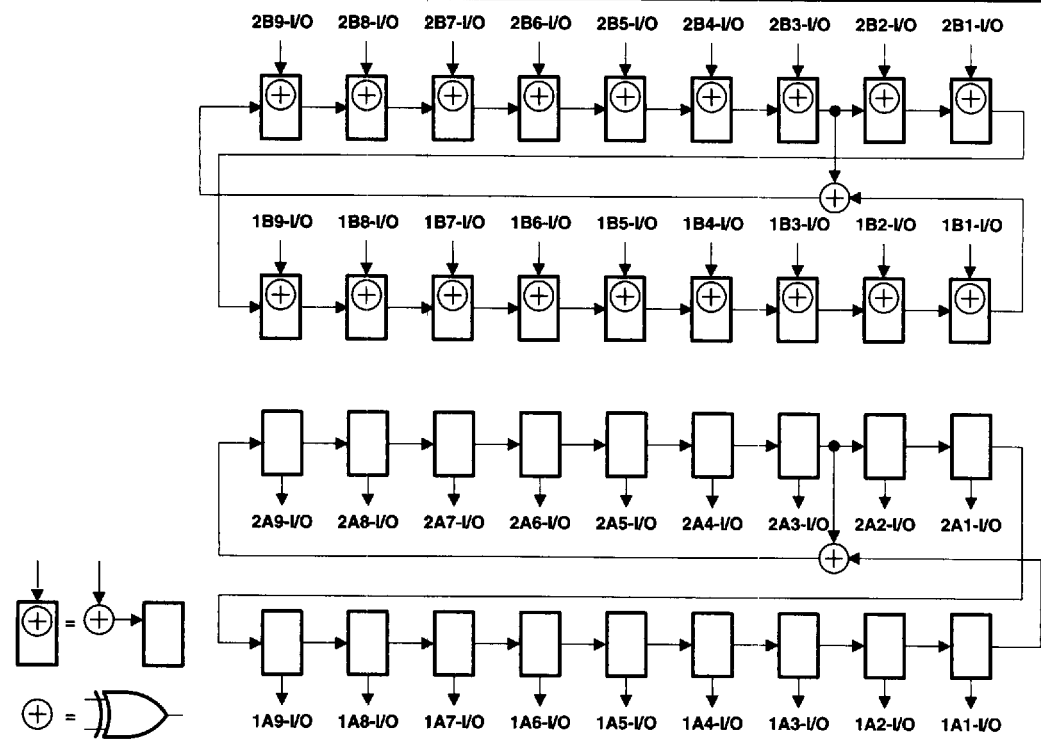 2B9-I/O 2B8-I/O 2B7-I/O 2B6-I/O 2B5-I/O 2B4-I/O 2B3-I/O 2B2-I/O 2B1-I/O
1B9-I/O 1B8-I/O 1B7-I/O 1B6-I/O 1B5-I/O 1B4-I/O 1B3-I/O 1B2-I/O 1B1-I/O
2A9-I/O 2A8-I/O 2A7-I/O 2A6-I/O 2A5-I/O 2A4-I/O 2A3-I/O 2A2-I/O 2A1-I/O
=
=
1A9-I/O 1A8-I/O 1A7-I/O 1A6-I/O 1A5-I/O 1A4-I/O 1A3-I/O 1A2-I/O 1A1-I/O